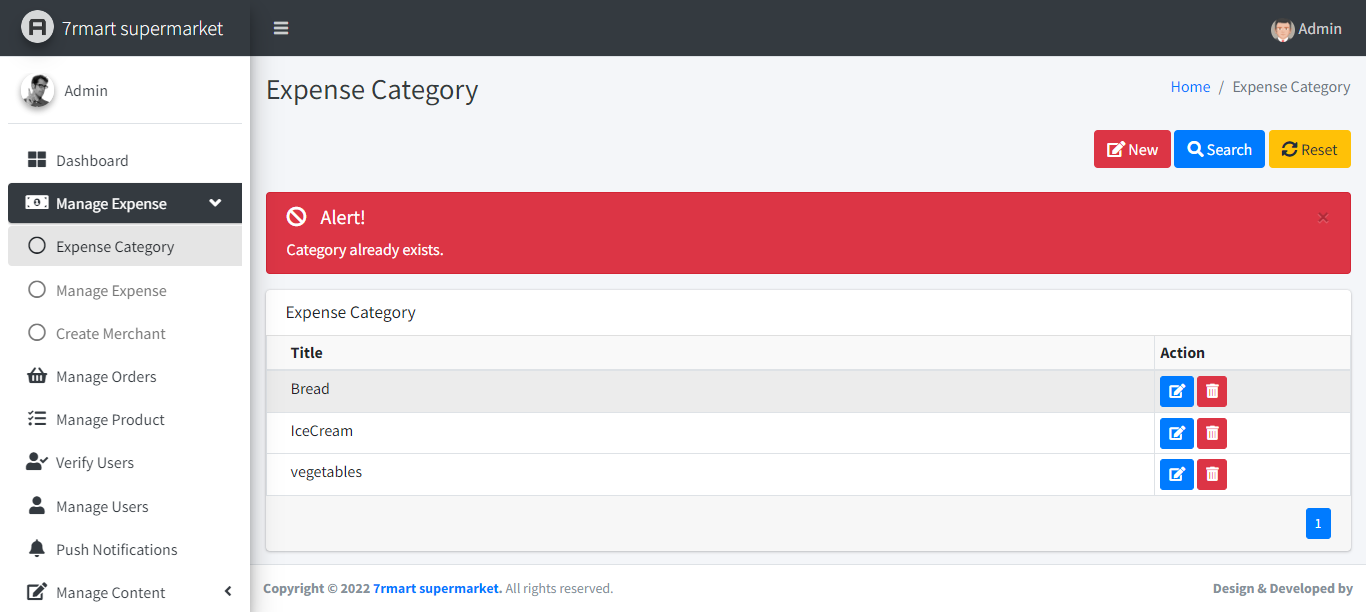 7rmart supermarket
Admin
Admin
Dashboard
Manage Expense
Expense Category
Manage Expense
Create Merchant
Manage Orders
Manage Product
Verify Users
Manage Users
Push Notifications
Manage Content
Expense Category
Home / Expense Category
New Search Reset
Alert! ×
Category already exists.
Expense Category
Title Action
Bread
IceCream
vegetables
1
Copyright © 2022 7rmart supermarket. All rights reserved. Design & Developed by